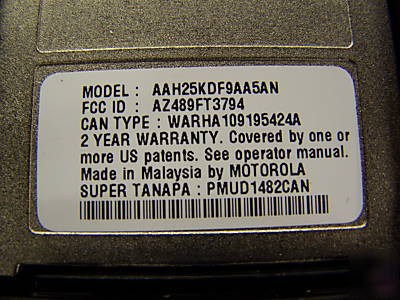 MODEL : AAH25KDF9AA5AN
FCC ID : AZ489FT3794
CAN TYPE : WARHA109195424A
2 YEAR WARRANTY. Covered by one or
more US patents. See operator manual.
Made in Malaysia by MOTOROLA
SUPER TANAPA : PMUD1482CAN